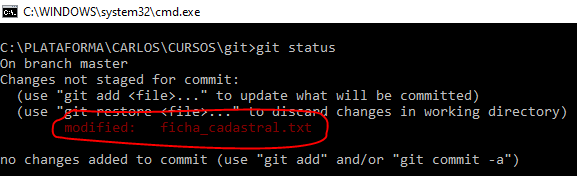 C:\WINDOWS\system32\cmd.exe
C:\PLATAFORMA\CARLOS\CURSOS\git>git status
On branch master
Changes not staged for commit:
  (use "git add <file>..." to update what will be committed)
  (use "git restore <file>..." to discard changes in working directory)
        modified:   ficha_cadastral.txt
no changes added to commit (use "git add" and/or "git commit -a")